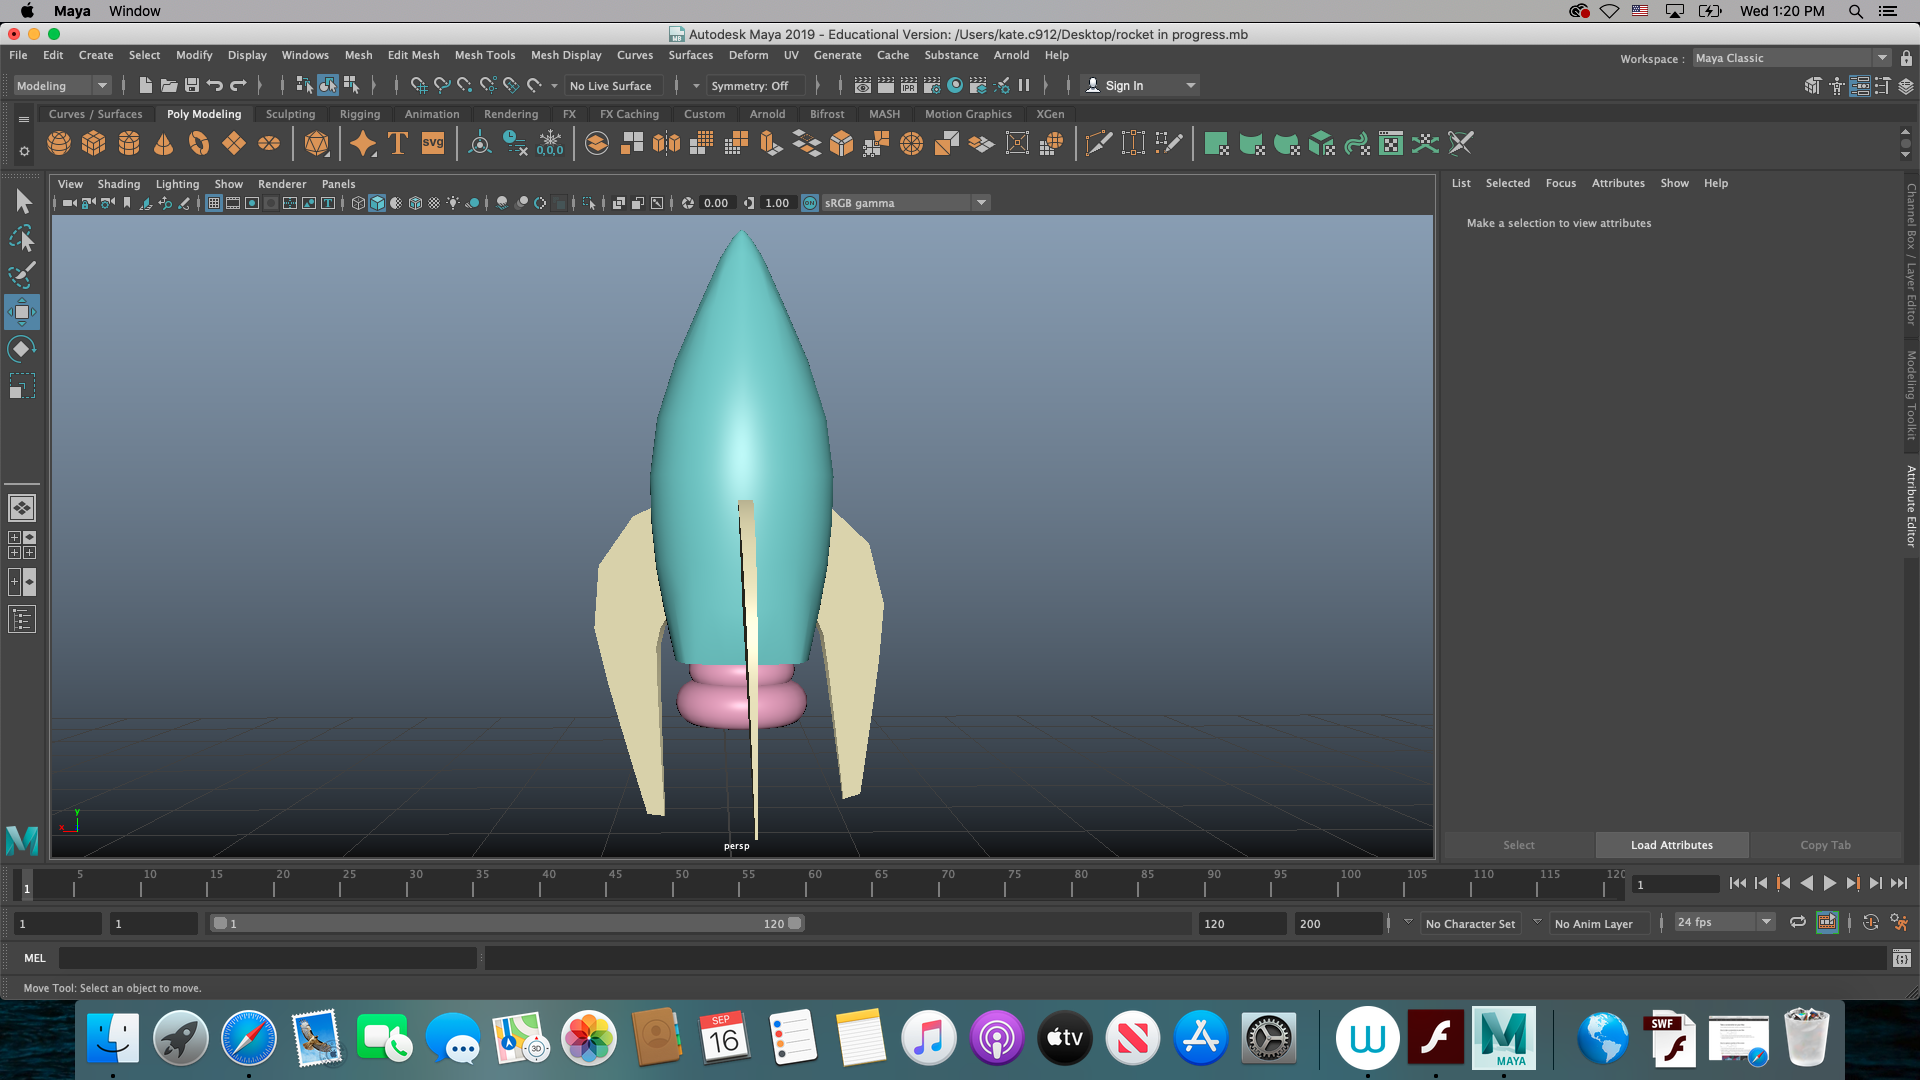 Maya Window Wed 1:20 PM
Autodesk Maya 2019 - Educational Version: /Users/kate.c912/Desktop/rocket in progress.mb
File Edit Create Select Modify Display Windows Mesh Edit Mesh Mesh Tools Mesh Display Curves Surfaces Deform UV Generate Cache Substance Arnold Help Workspace : Maya Classic
Modeling No Live Surface Symmetry: Off IPR Sign In
Curves / Surfaces Poly Modeling Sculpting Rigging Animation Rendering FX FX Caching Custom Arnold Bifrost MASH Motion Graphics XGen
T svg 0,0,0
View Shading Lighting Show Renderer Panels
0.00 1.00 ON sRGB gamma
List Selected Focus Attributes Show Help
Make a selection to view attributes
Channel Box / Layer Editor
Modeling Toolkit
Attribute Editor
y
x
persp
Select Load Attributes Copy Tab
1 5 10 15 20 25 30 35 40 45 50 55 60 65 70 75 80 85 90 95 100 105 110 115 120 1
1 1 1 120 120 200 No Character Set No Anim Layer 24 fps
MEL
Move Tool: Select an object to move.
SEP
16
3D
tv
W
MAYA
SWF